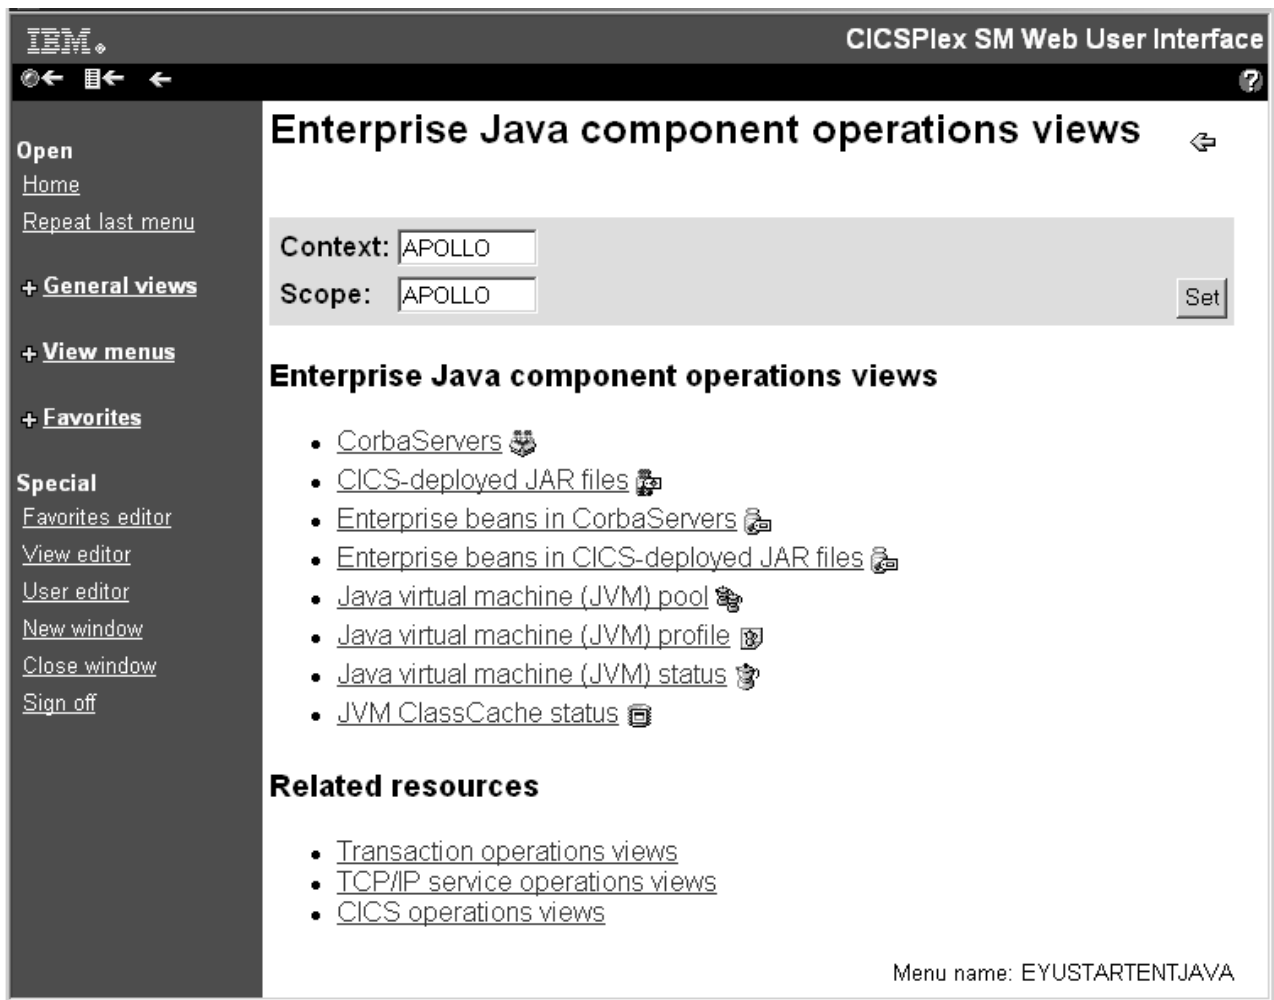 IBM
CICSPlex SM Web User Interface
?
Open
Home
Repeat last menu
+ General views
+ View menus
+ Favorites
Special
Favorites editor
View editor
User editor
New window
Close window
Sign off
Enterprise Java component operations views
Context: APOLLO
Scope: APOLLO
Set
Enterprise Java component operations views
• CorbaServers
• CICS-deployed JAR files
• Enterprise beans in CorbaServers
• Enterprise beans in CICS-deployed JAR files
• Java virtual machine (JVM) pool
• Java virtual machine (JVM) profile
• Java virtual machine (JVM) status
• JVM ClassCache status
Related resources
• Transaction operations views
• TCP/IP service operations views
• CICS operations views
Menu name: EYUSTARTENTJAVA